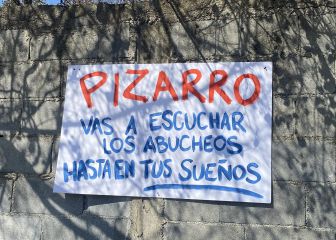 PIZARRO
VAS A ESCUCHAR
LOS ABUCHEOS
HASTA EN TUS SUEÑOS